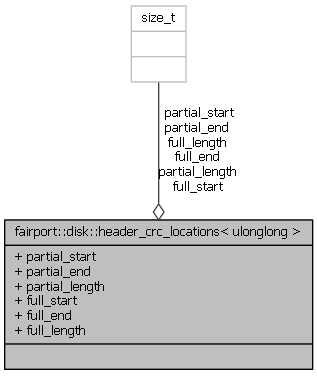 size_t
partial_start
partial_end
full_length
full_end
partial_length
full_start
fairport::disk::header_crc_locations< ulonglong >
+ partial_start
+ partial_end
+ partial_length
+ full_start
+ full_end
+ full_length